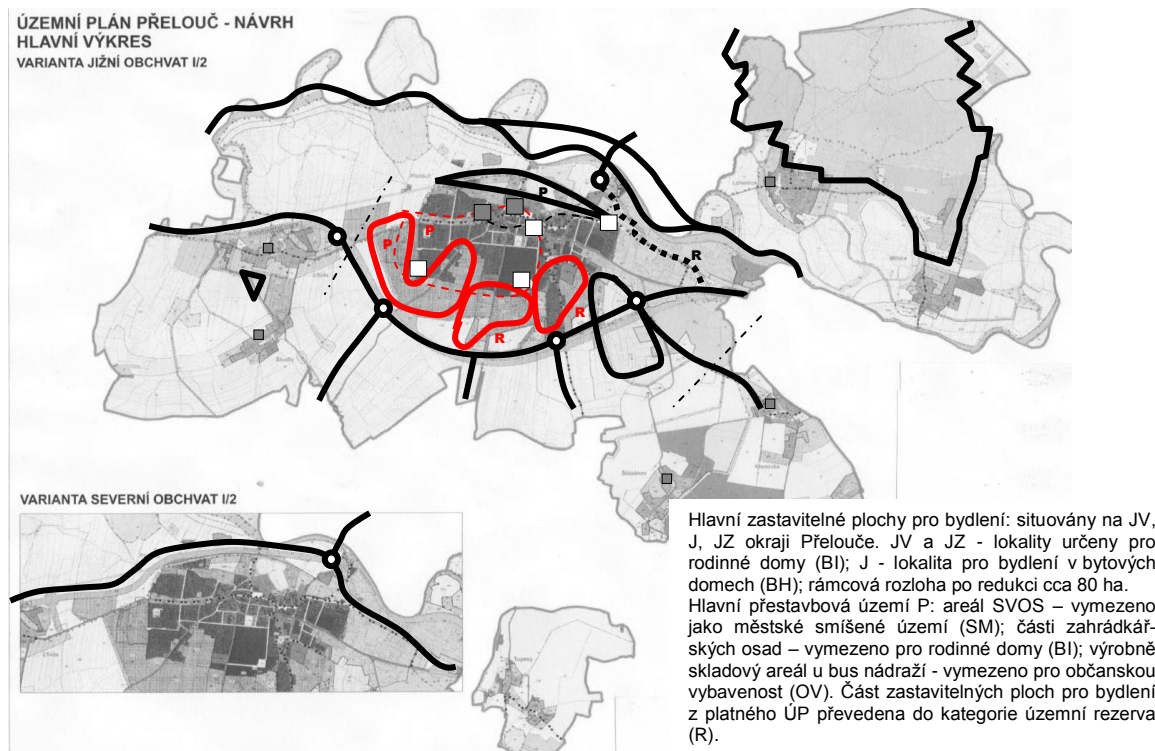 ÚZEMNÍ PLÁN PŘELOUČ - NÁVRH
HLAVNÍ VÝKRES
VARIANTA JIŽNÍ OBCHVAT I/2
P
P
P
R
R
R
Štěpánov
Klenovka
Škudly
VARIANTA SEVERNÍ OBCHVAT I/2
Hlavní zastavitelné plochy pro bydlení: situovány na JV,
J, JZ okraji Přelouče. JV a JZ - lokality určeny pro
rodinné domy (BI); J - lokalita pro bydlení v bytových
domech (BH); rámcová rozloha po redukci cca 80 ha.
Hlavní přestavbová území P: areál SVOS – vymezeno
jako městské smíšené území (SM); části zahrádkář-
ských osad – vymezeno pro rodinné domy (BI); výrobně
skladový areál u bus nádraží - vymezeno pro občanskou
vybavenost (OV). Část zastavitelných ploch pro bydlení
z platného ÚP převedena do kategorie územní rezerva
(R).